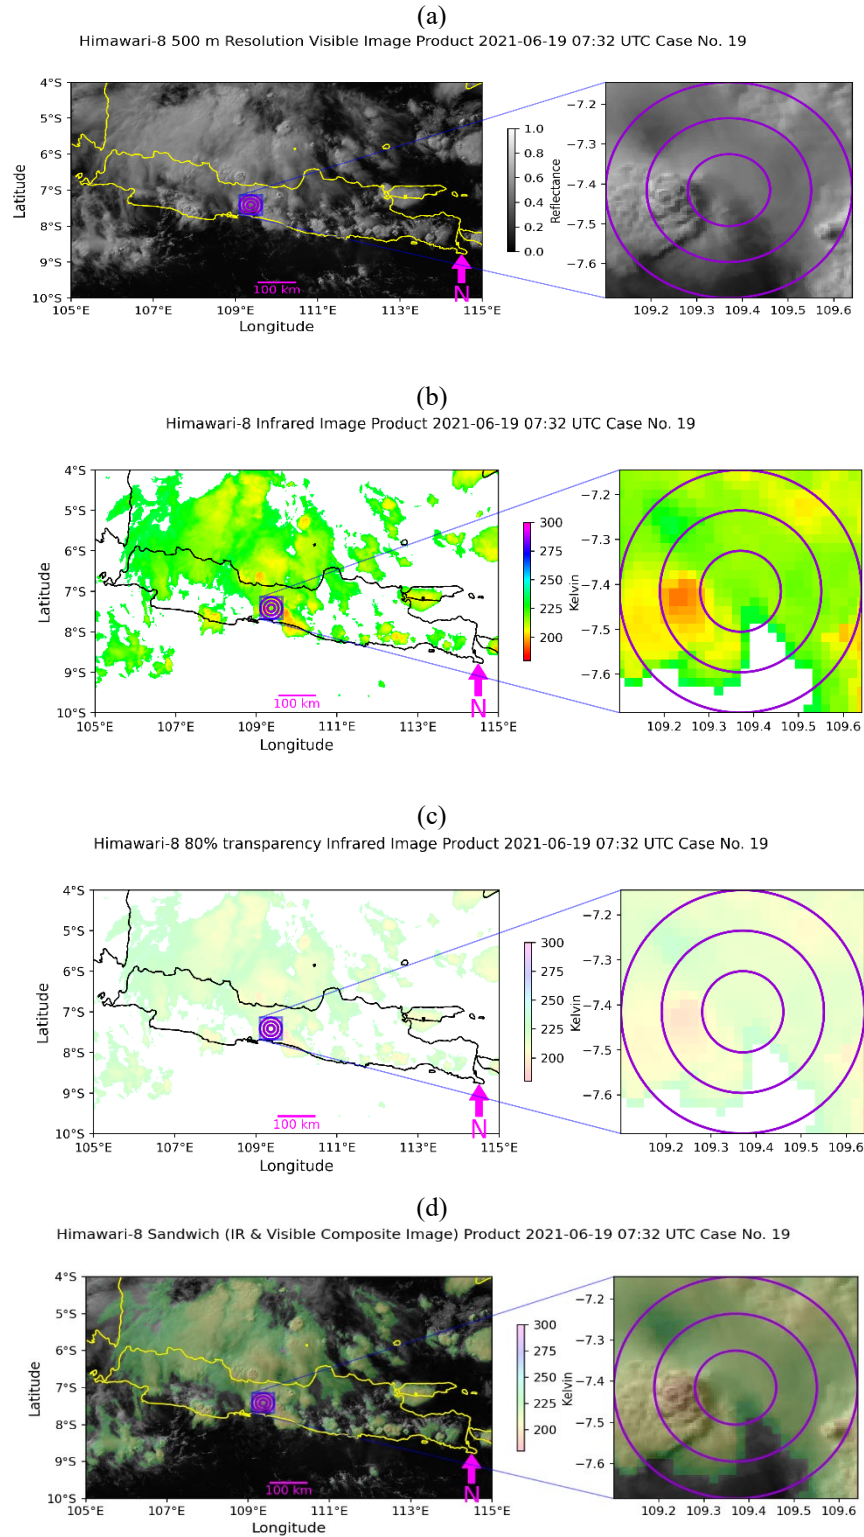 (a)
Himawari-8 500 m Resolution Visible Image Product 2021-06-19 07:32 UTC Case No. 19
4°S
5°S
6°S
7°S
8°S
9°S
10°S
Latitude
105°E 107°E 109°E 111°E 113°E 115°E
Longitude
100 km
N
1.0
0.8
0.6
0.4
0.2
0.0
Reflectance
−7.2
−7.3
−7.4
−7.5
−7.6
109.2 109.3 109.4 109.5 109.6
(b)
Himawari-8 Infrared Image Product 2021-06-19 07:32 UTC Case No. 19
4°S
5°S
6°S
7°S
8°S
9°S
10°S
Latitude
105°E 107°E 109°E 111°E 113°E 115°E
Longitude
100 km
N
300
275
250
225
200
Kelvin
−7.2
−7.3
−7.4
−7.5
−7.6
109.2 109.3 109.4 109.5 109.6
(c)
Himawari-8 80% transparency Infrared Image Product 2021-06-19 07:32 UTC Case No. 19
4°S
5°S
6°S
7°S
8°S
9°S
10°S
Latitude
105°E 107°E 109°E 111°E 113°E 115°E
Longitude
100 km
N
300
275
250
225
200
Kelvin
−7.2
−7.3
−7.4
−7.5
−7.6
109.2 109.3 109.4 109.5 109.6
(d)
Himawari-8 Sandwich (IR & Visible Composite Image) Product 2021-06-19 07:32 UTC Case No. 19
4°S
5°S
6°S
7°S
8°S
9°S
10°S
Latitude
105°E 107°E 109°E 111°E 113°E 115°E
Longitude
100 km
N
300
275
250
225
200
Kelvin
−7.2
−7.3
−7.4
−7.5
−7.6
109.2 109.3 109.4 109.5 109.6